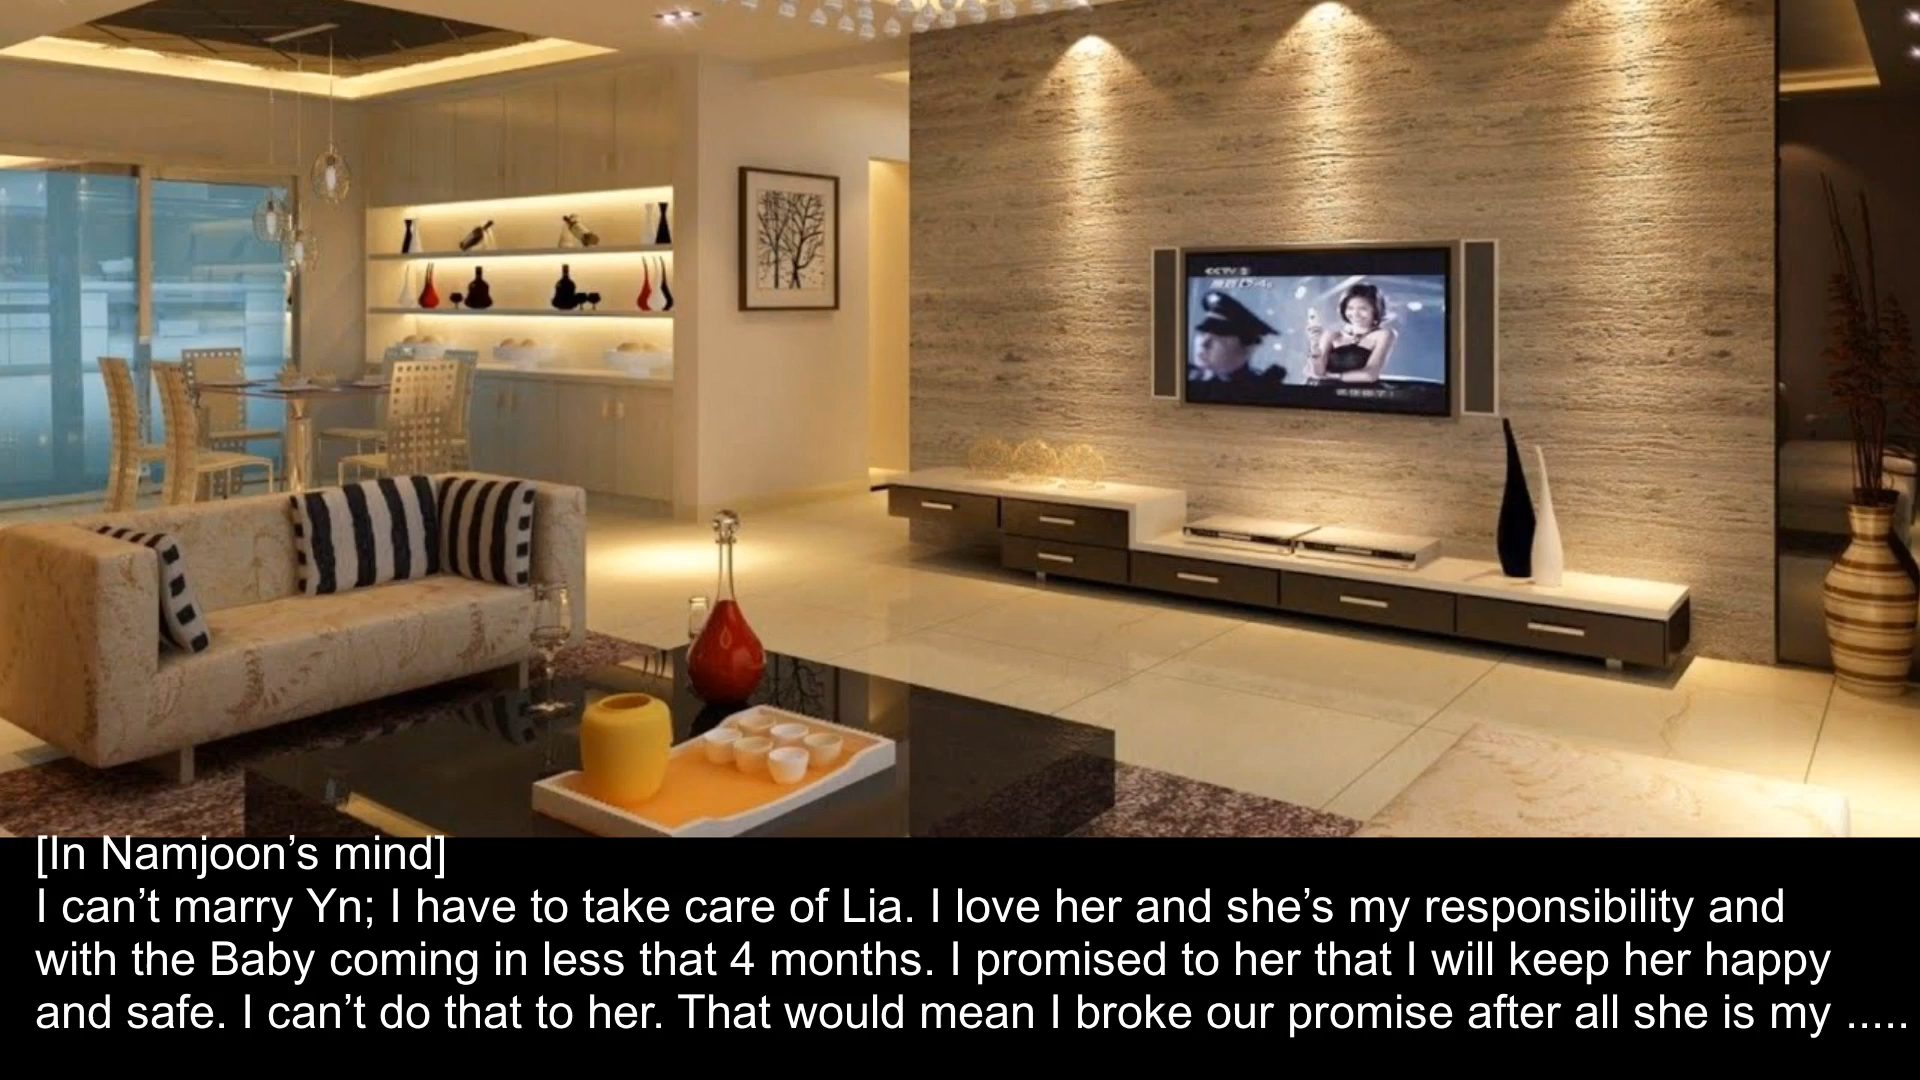 CCTV
[In Namjoon’s mind]
I can’t marry Yn; I have to take care of Lia. I love her and she’s my responsibility and
with the Baby coming in less that 4 months. I promised to her that I will keep her happy
and safe. I can’t do that to her. That would mean I broke our promise after all she is my .....